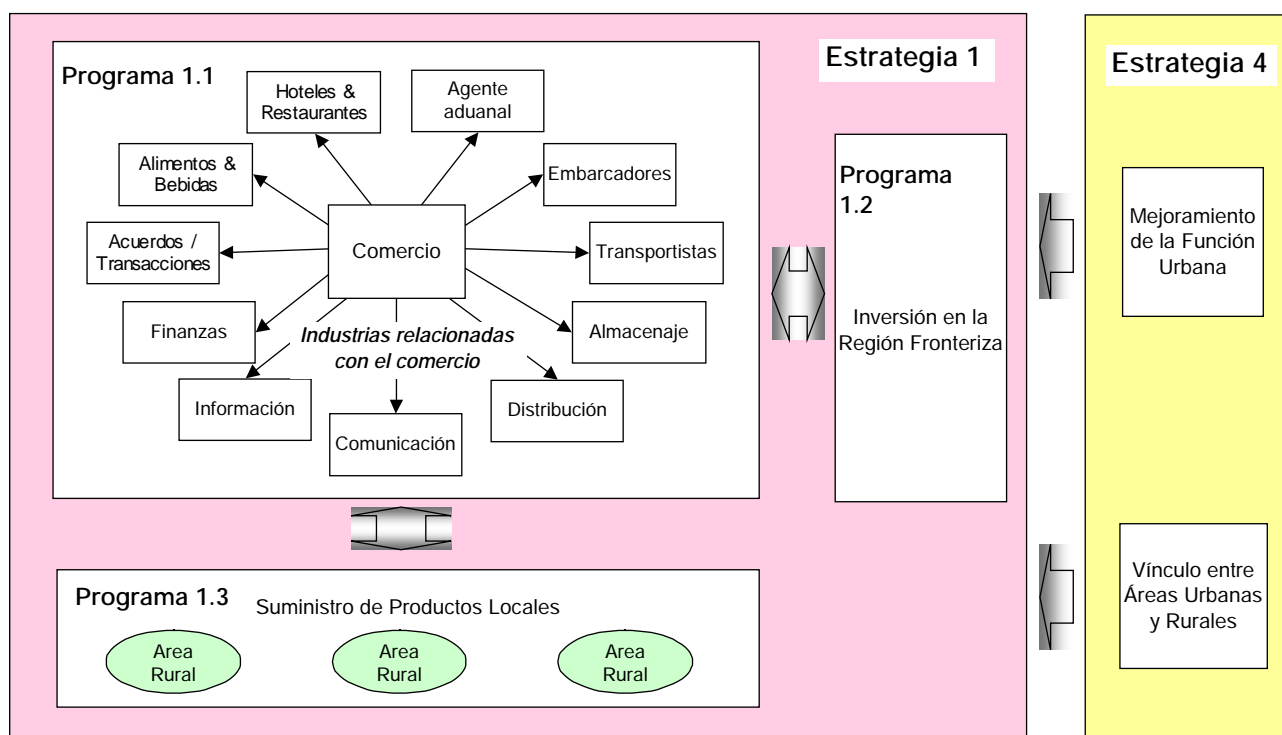 Estrategia 1
Programa 1.1
Hoteles &
Restaurantes
Agente
aduanal
Alimentos &
Bebidas
Embarcadores
Acuerdos /
Transacciones
Comercio
Transportistas
Finanzas
Industrias relacionadas
con el comercio
Almacenaje
Información
Comunicación
Distribución
Programa
1.2
Inversión en la
Región Fronteriza
Programa 1.3
Suministro de Productos Locales
Area
Rural
Area
Rural
Area
Rural
Estrategia 4
Mejoramiento
de la Función
Urbana
Vínculo entre
Áreas Urbanas
y Rurales